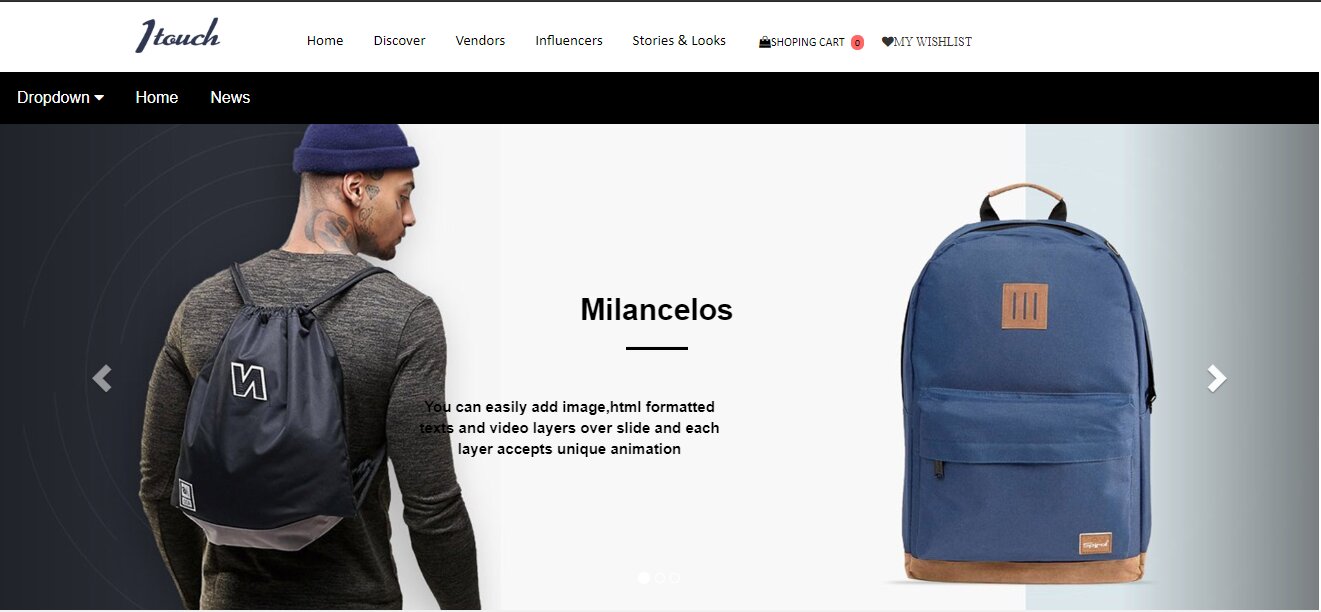 1touch
Home Discover Vendors Influencers Stories & Looks SHOPING CART 0 MY WISHLIST
Dropdown Home News
Milancelos
You can easily add image,html formatted
texts and video layers over slide and each
layer accepts unique animation